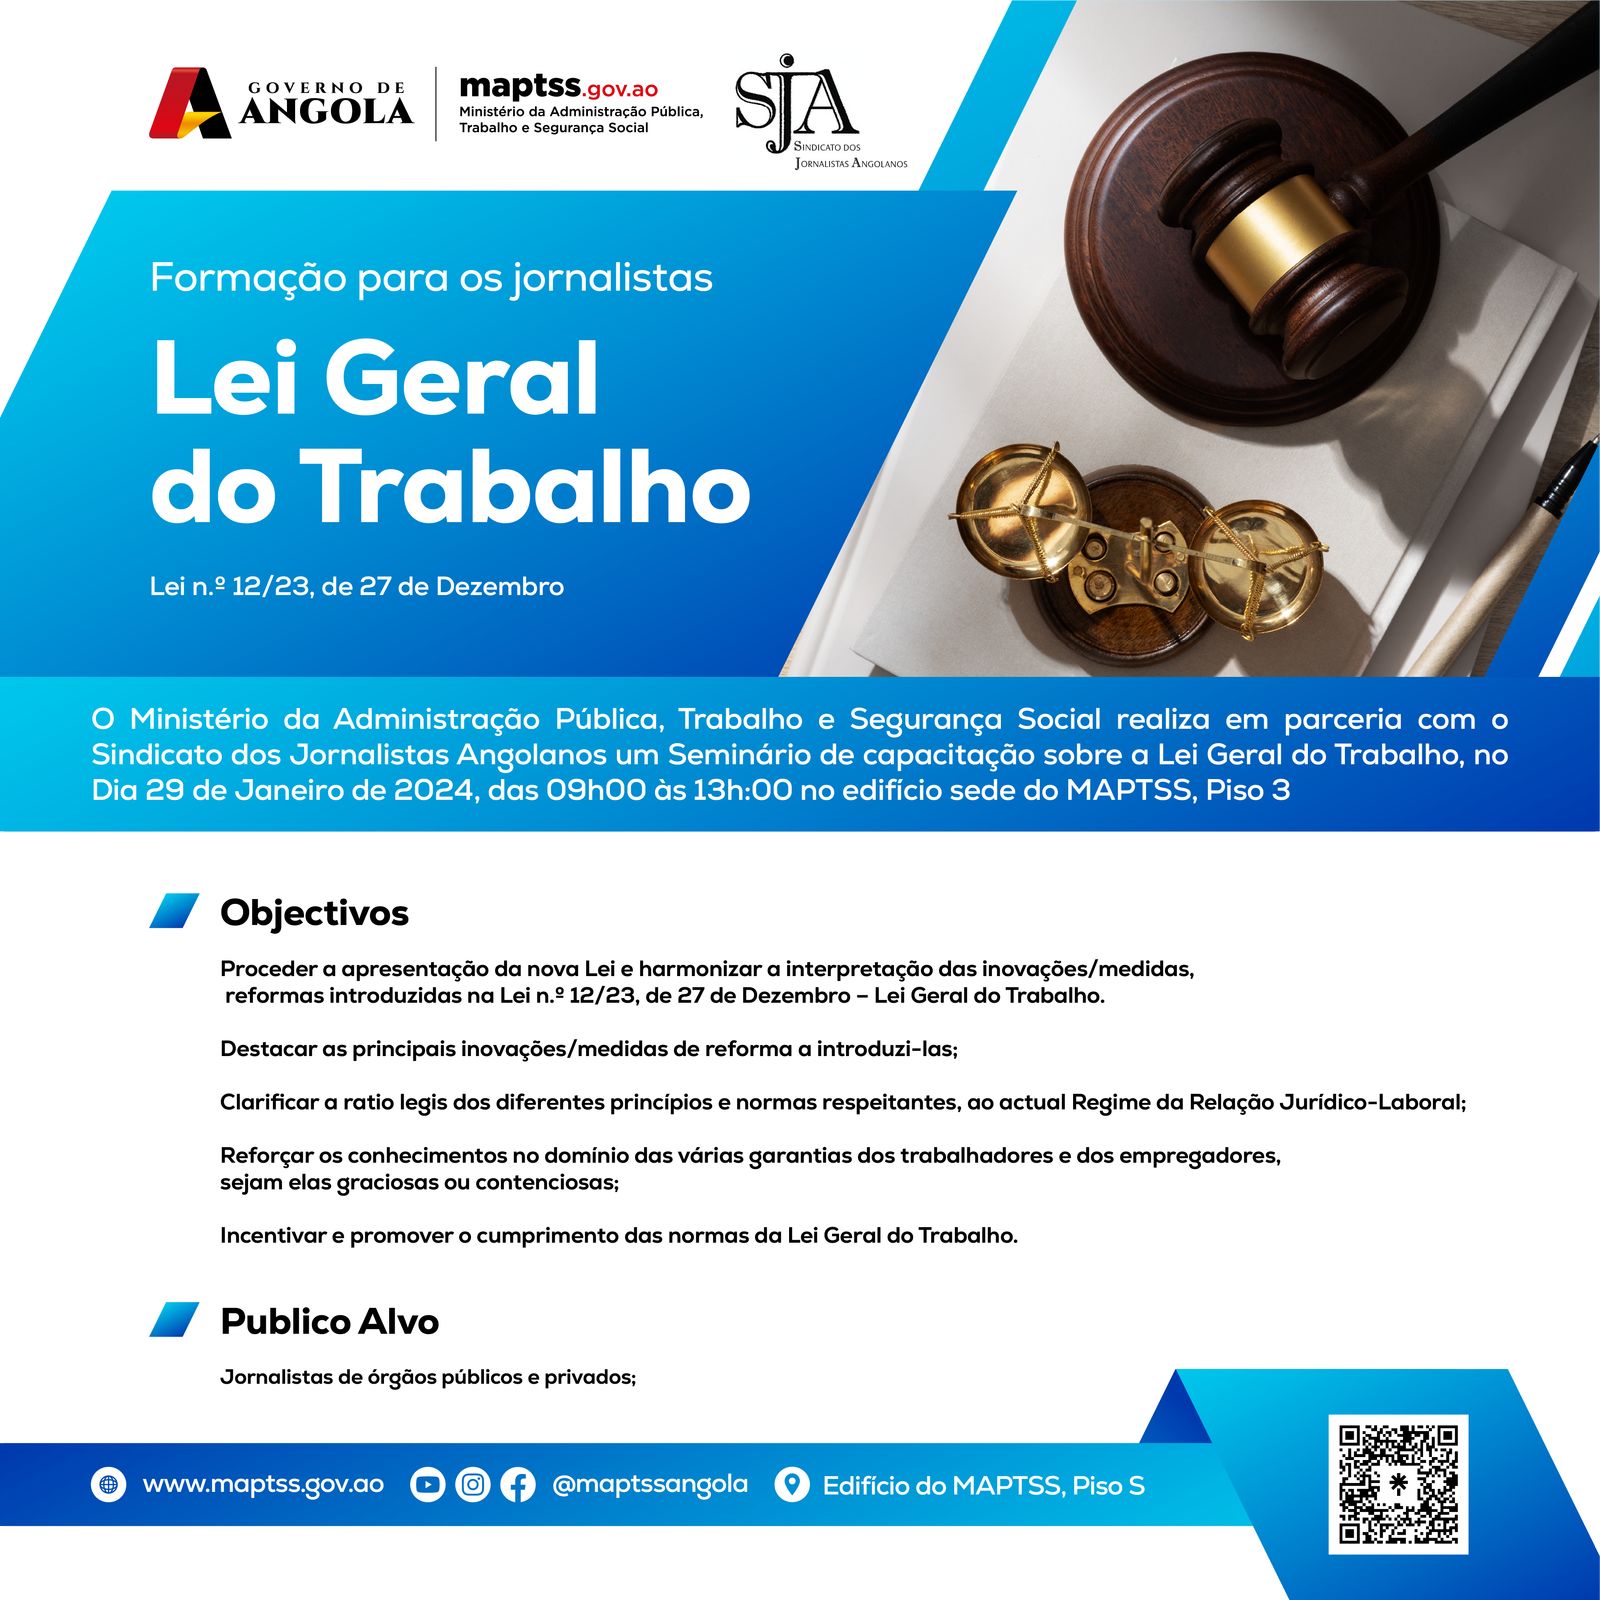 GOVERNO DE
ANGOLA
maptss.gov.ao
Ministério da Administração Pública,
Trabalho e Segurança Social
SJA
SINDICATO DOS
JORNALISTAS ANGOLANOS
Formação para os jornalistas
Lei Geral
do Trabalho
Lei n.º 12/23, de 27 de Dezembro
O Ministério da Administração Pública, Trabalho e Segurança Social realiza em parceria com o
Sindicato dos Jornalistas Angolanos um Seminário de capacitação sobre a Lei Geral do Trabalho, no
Dia 29 de Janeiro de 2024, das 09h00 às 13h:00 no edifício sede do MAPTSS, Piso 3
Objectivos
Proceder a apresentação da nova Lei e harmonizar a interpretação das inovações/medidas,
reformas introduzidas na Lei n.º 12/23, de 27 de Dezembro – Lei Geral do Trabalho.
Destacar as principais inovações/medidas de reforma a introduzi-las;
Clarificar a ratio legis dos diferentes princípios e normas respeitantes, ao actual Regime da Relação Jurídico-Laboral;
Reforçar os conhecimentos no domínio das várias garantias dos trabalhadores e dos empregadores,
sejam elas graciosas ou contenciosas;
Incentivar e promover o cumprimento das normas da Lei Geral do Trabalho.
Publico Alvo
Jornalistas de órgãos públicos e privados;
www.maptss.gov.ao
@maptssangola
Edifício do MAPTSS, Piso S